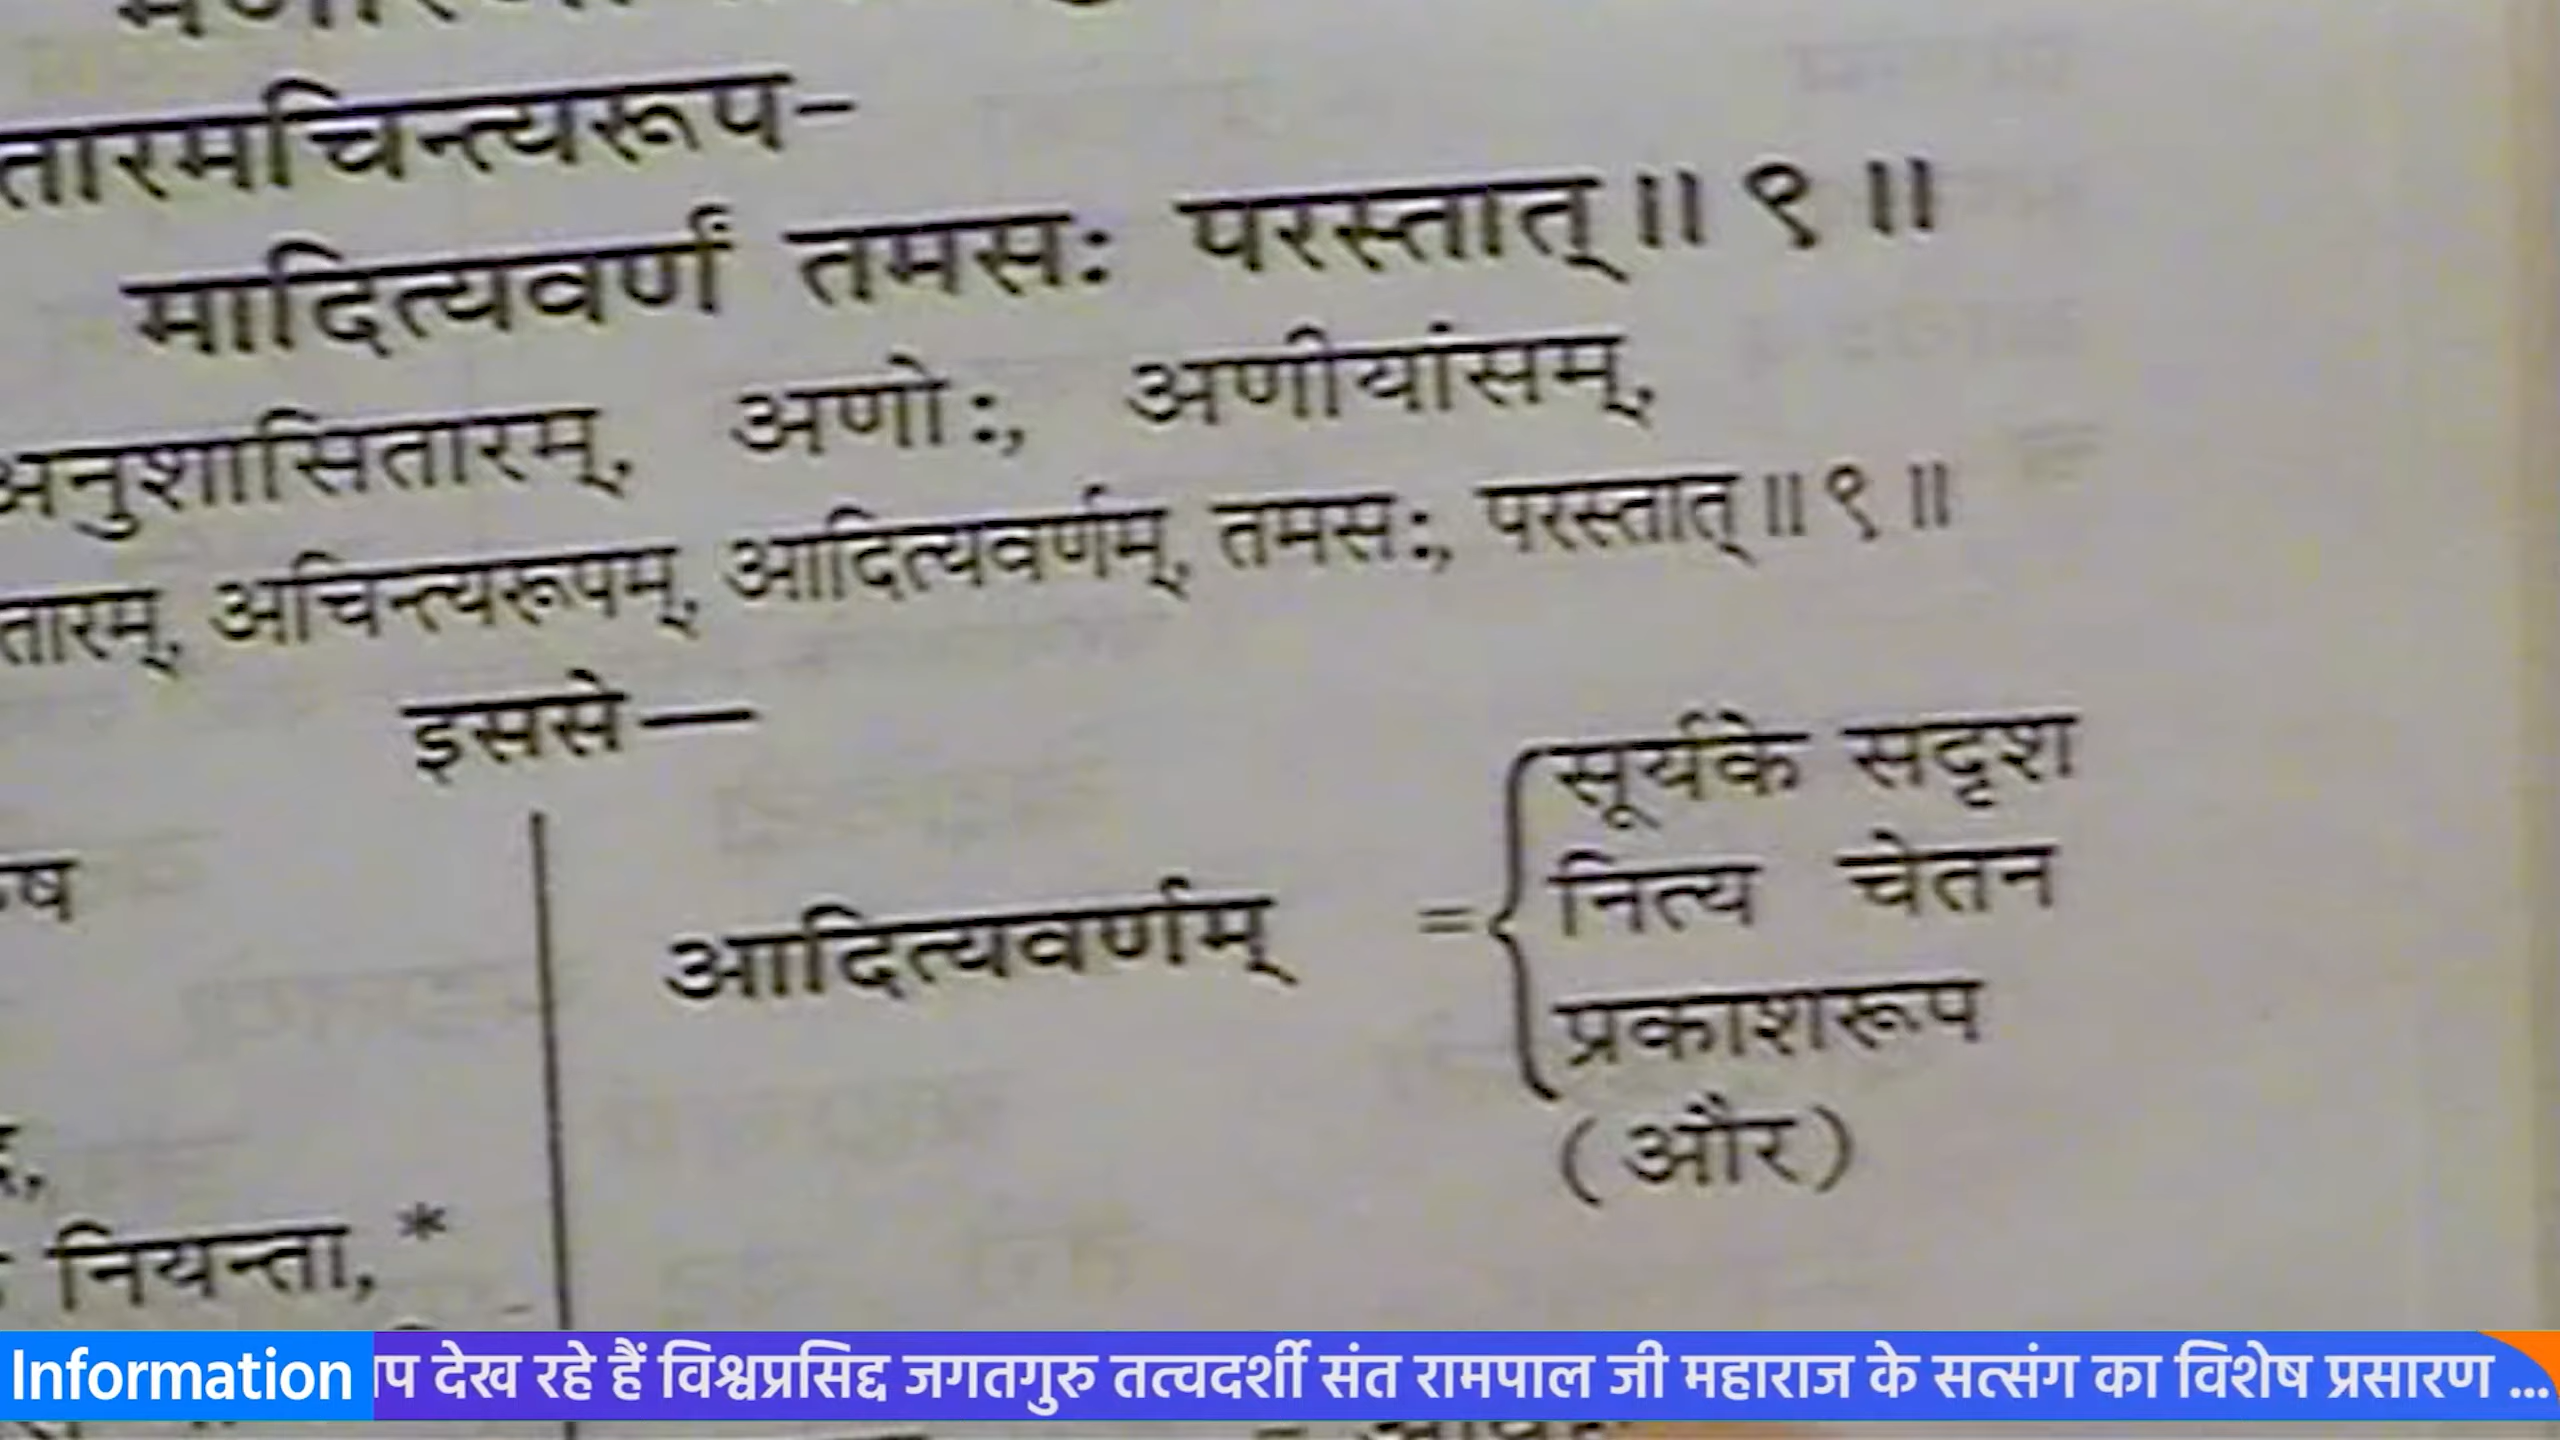 तारमचिन्त्यरूप-
मादित्यवर्णं तमसः परस्तात् ॥ ९ ॥
अनुशासितारम्, अणोः, अणीयांसम्,
तारम्, अचिन्त्यरूपम्, आदित्यवर्णम्, तमसः, परस्तात् ॥ ९ ॥
इससे—
सूर्यके सदृश
नित्य चेतन
आदित्यवर्णम् =
प्रकाशरूप
(और)
नियन्ता,*
Information
प देख रहे हैं विश्वप्रसिद्द जगतगुरु तत्वदर्शी संत रामपाल जी महाराज के सत्संग का विशेष प्रसारण ...